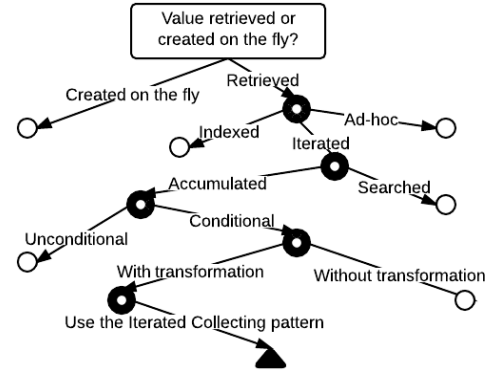 Value retrieved or
created on the fly?
Retrieved
Created on the fly
Ad-hoc
Indexed
Iterated
Accumulated
Searched
Conditional
Unconditional
With transformation
Without transformation
Use the Iterated Collecting pattern